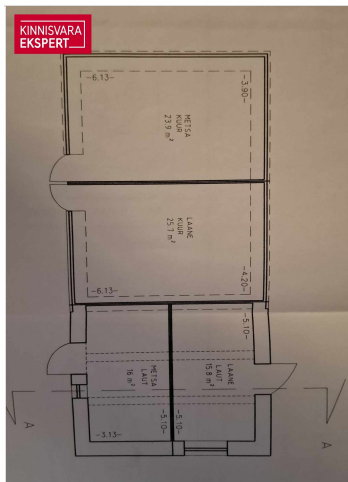 KINNISVARA
EKSPERT
-6.13-
-3.90-
METSA
KUUR
23.9 m²
LAANE
KUUR
25.7 m²
-4.20-
-6.13-
-5.10-
LAANE
LAUT
15.8 m²
METSA
LAUT
16 m²
-5.10-
-5.10-
-3.13-
A
A